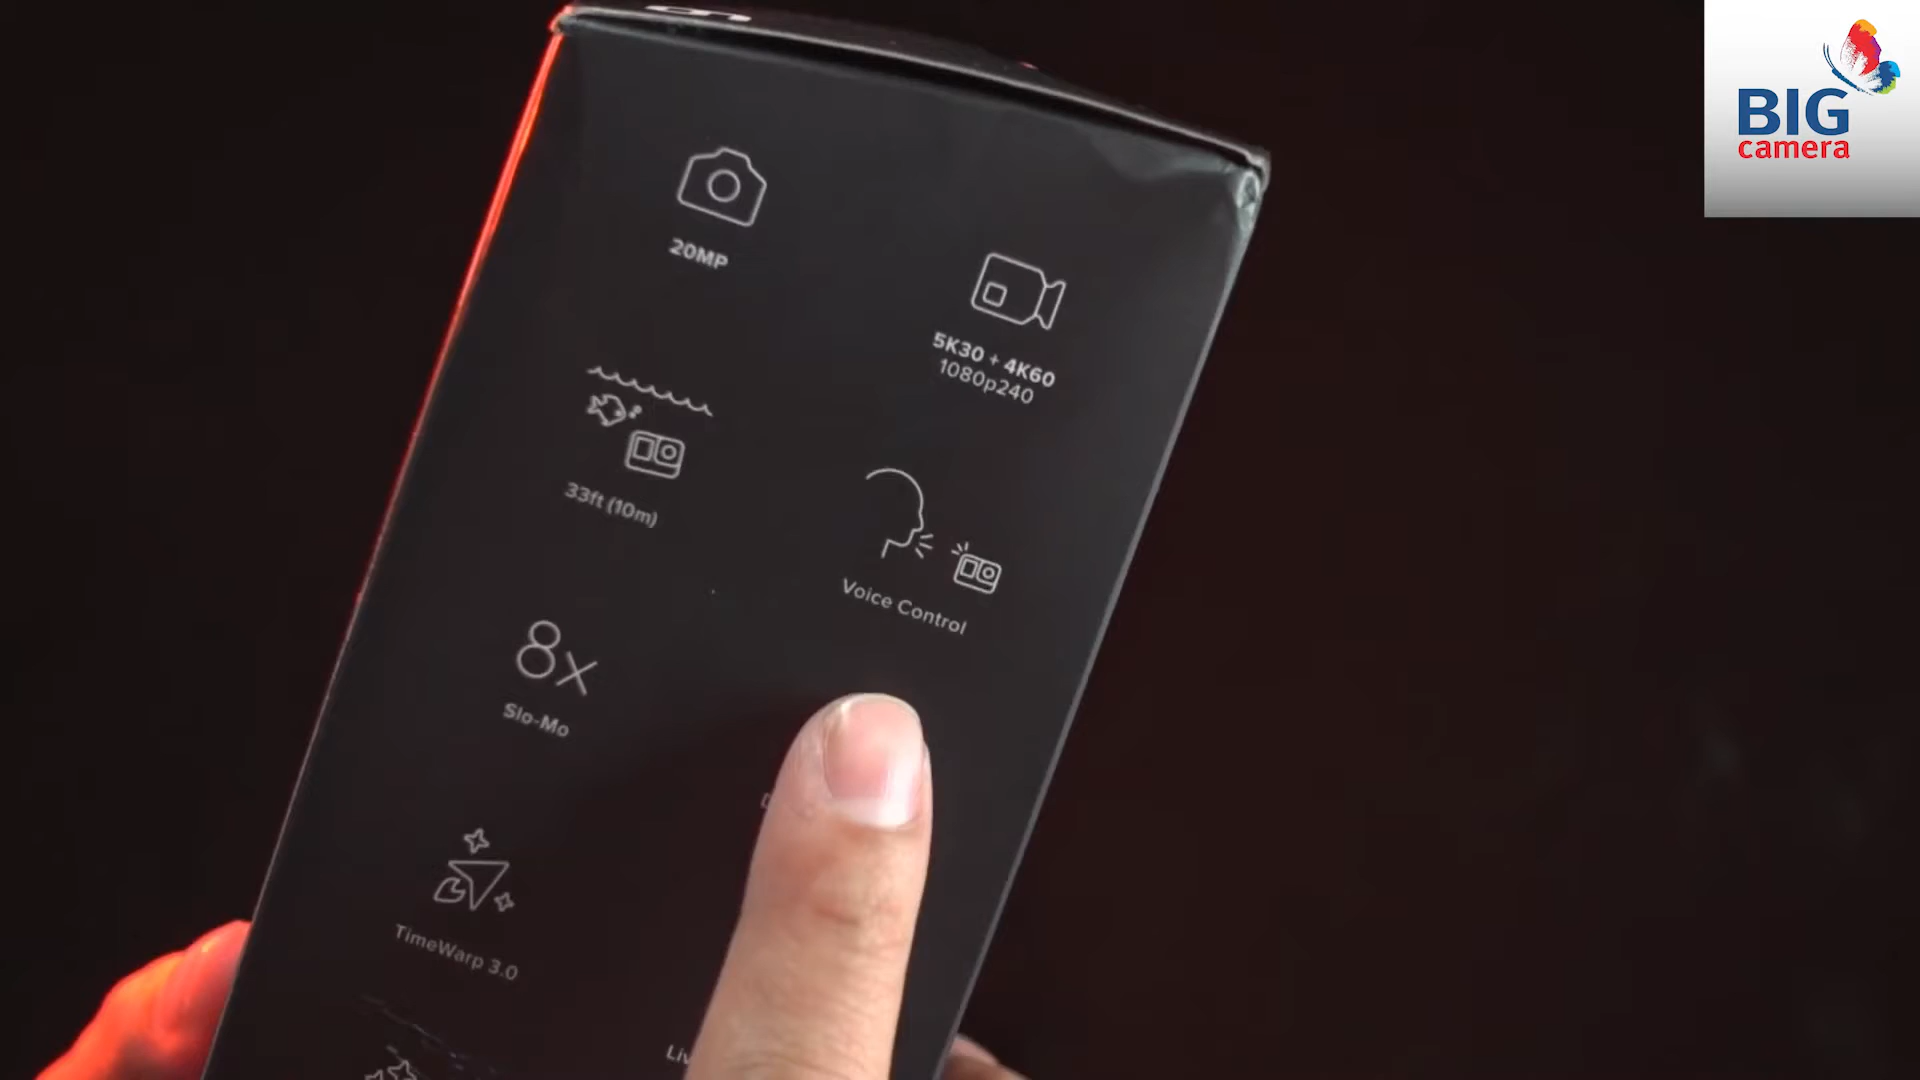 BIG
camera
20MP
5K30 + 4K60
1080p240
33ft (10m)
Voice Control
8x
Slo-Mo
TimeWarp 3.0